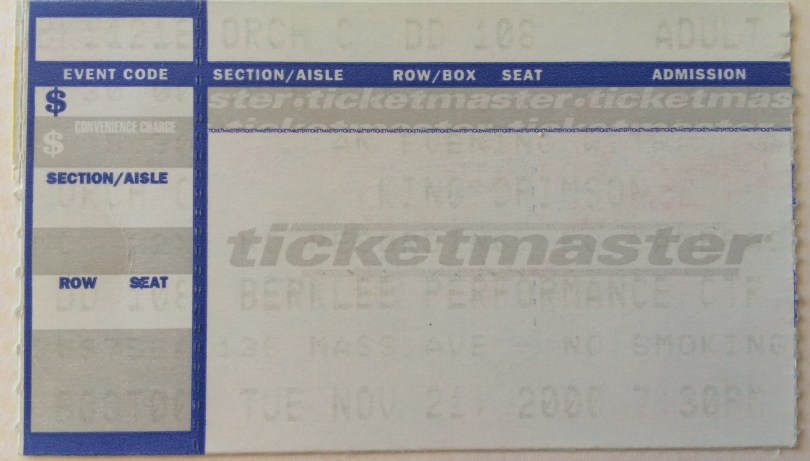 ORCH C DD 108 ADULT
EVENT CODE SECTION/AISLE ROW/BOX SEAT ADMISSION
$
ster•ticketmaster•ticketmas
$ CONVENIENCE CHARGE
ticketmaster
AN EVENING
SECTION/AISLE
ORCH KING CRIMSON
ticketmaster
ROW SEAT
DD 108 BERKLEE PERFORMANCE CTR.
136 MASS AVE NO SMOKING
TUE NOV 21, 2000 7:30PM